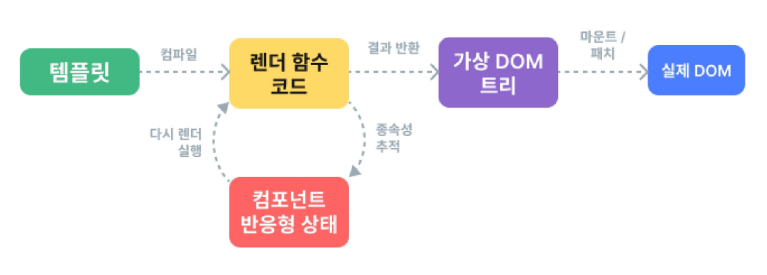 템플릿
컴파일
렌더 함수
코드
결과 반환
가상 DOM
트리
마운트 /
패치
실제 DOM
다시 렌더
실행
종속성
추적
컴포넌트
반응형 상태